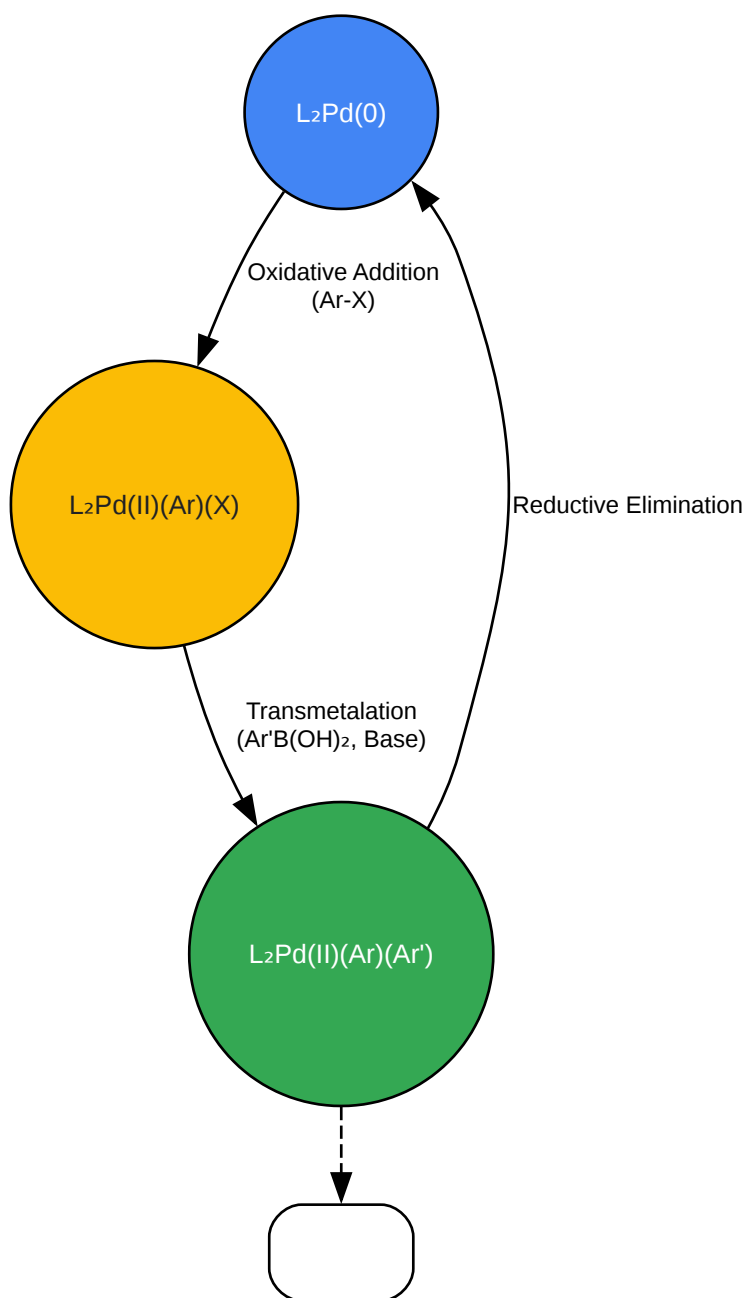 L₂Pd(0)
Oxidative Addition
(Ar-X)
L₂Pd(II)(Ar)(X)
Reductive Elimination
Transmetalation
(Ar'B(OH)₂, Base)
L₂Pd(II)(Ar)(Ar')